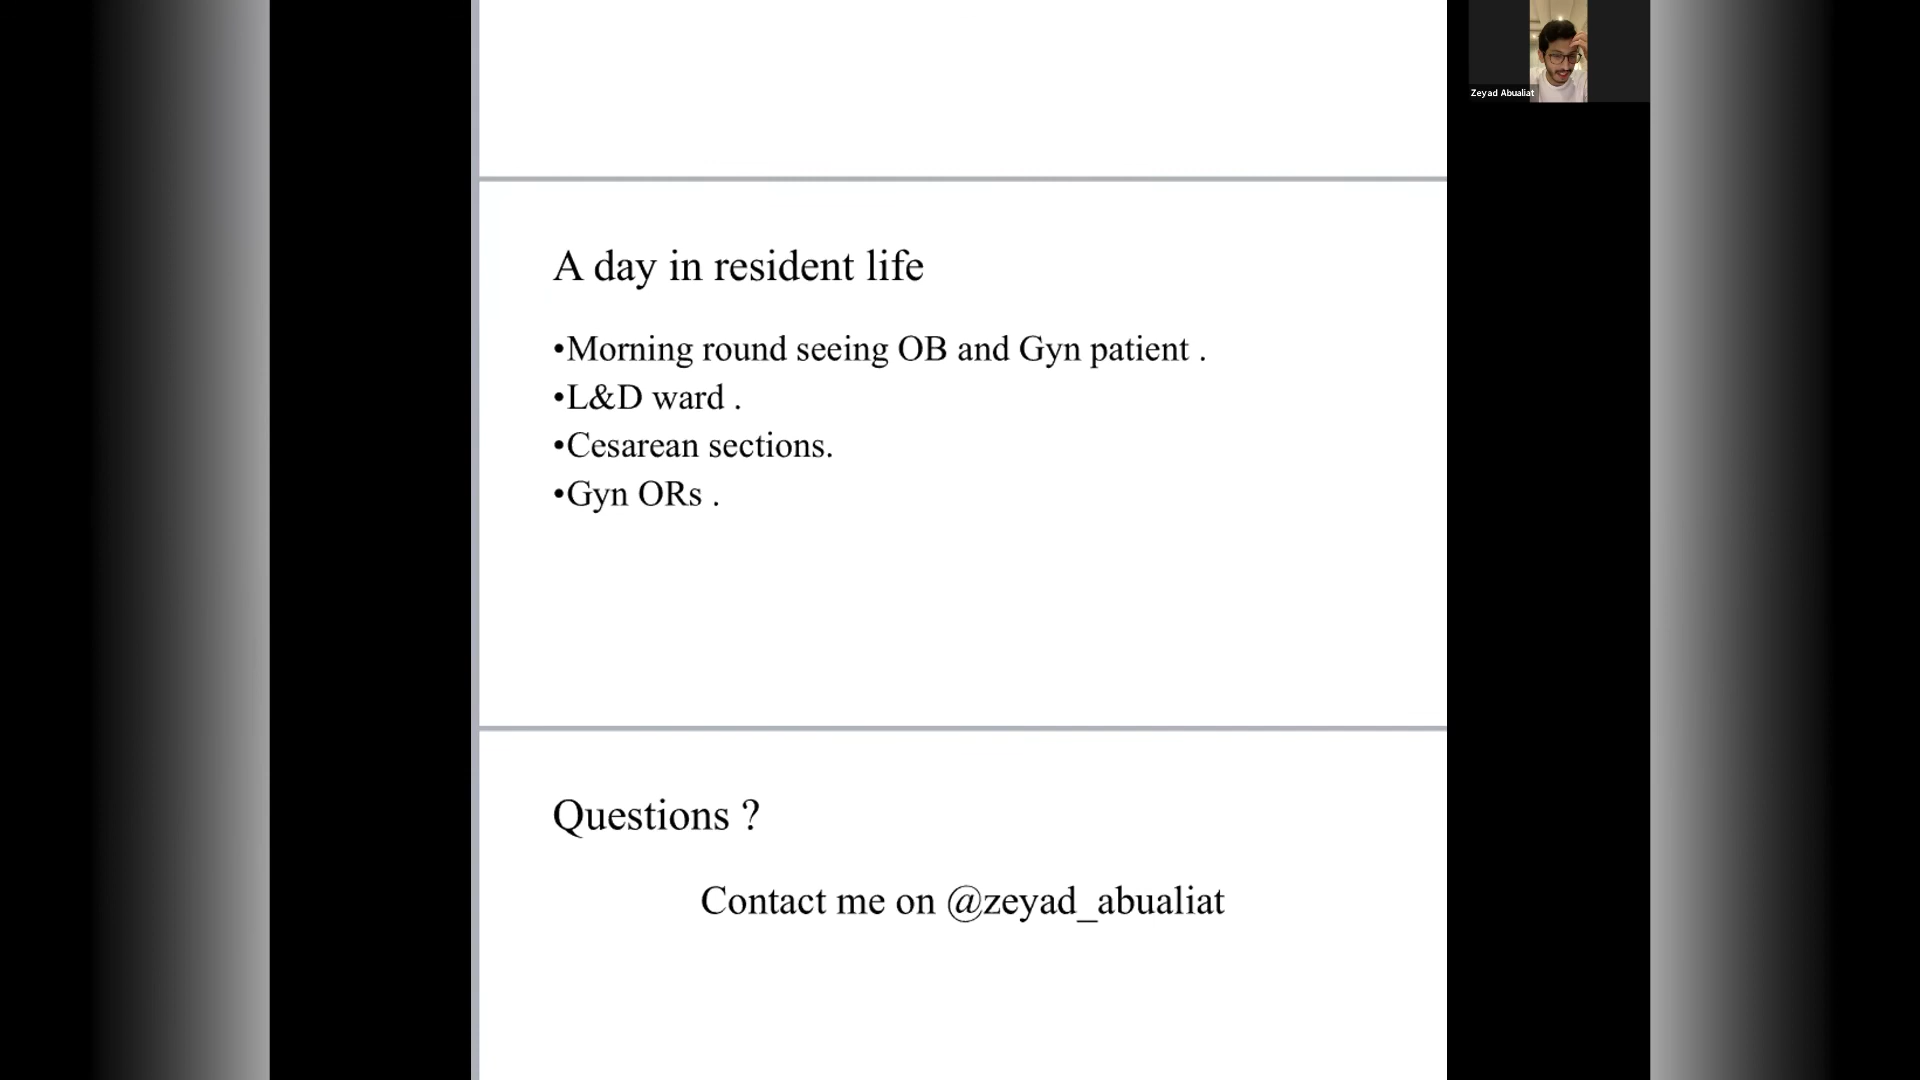 Zeyad Abualiat
A day in resident life
•Morning round seeing OB and Gyn patient .
•L&D ward .
•Cesarean sections.
•Gyn ORs .
Questions ?
Contact me on @zeyad_abualiat